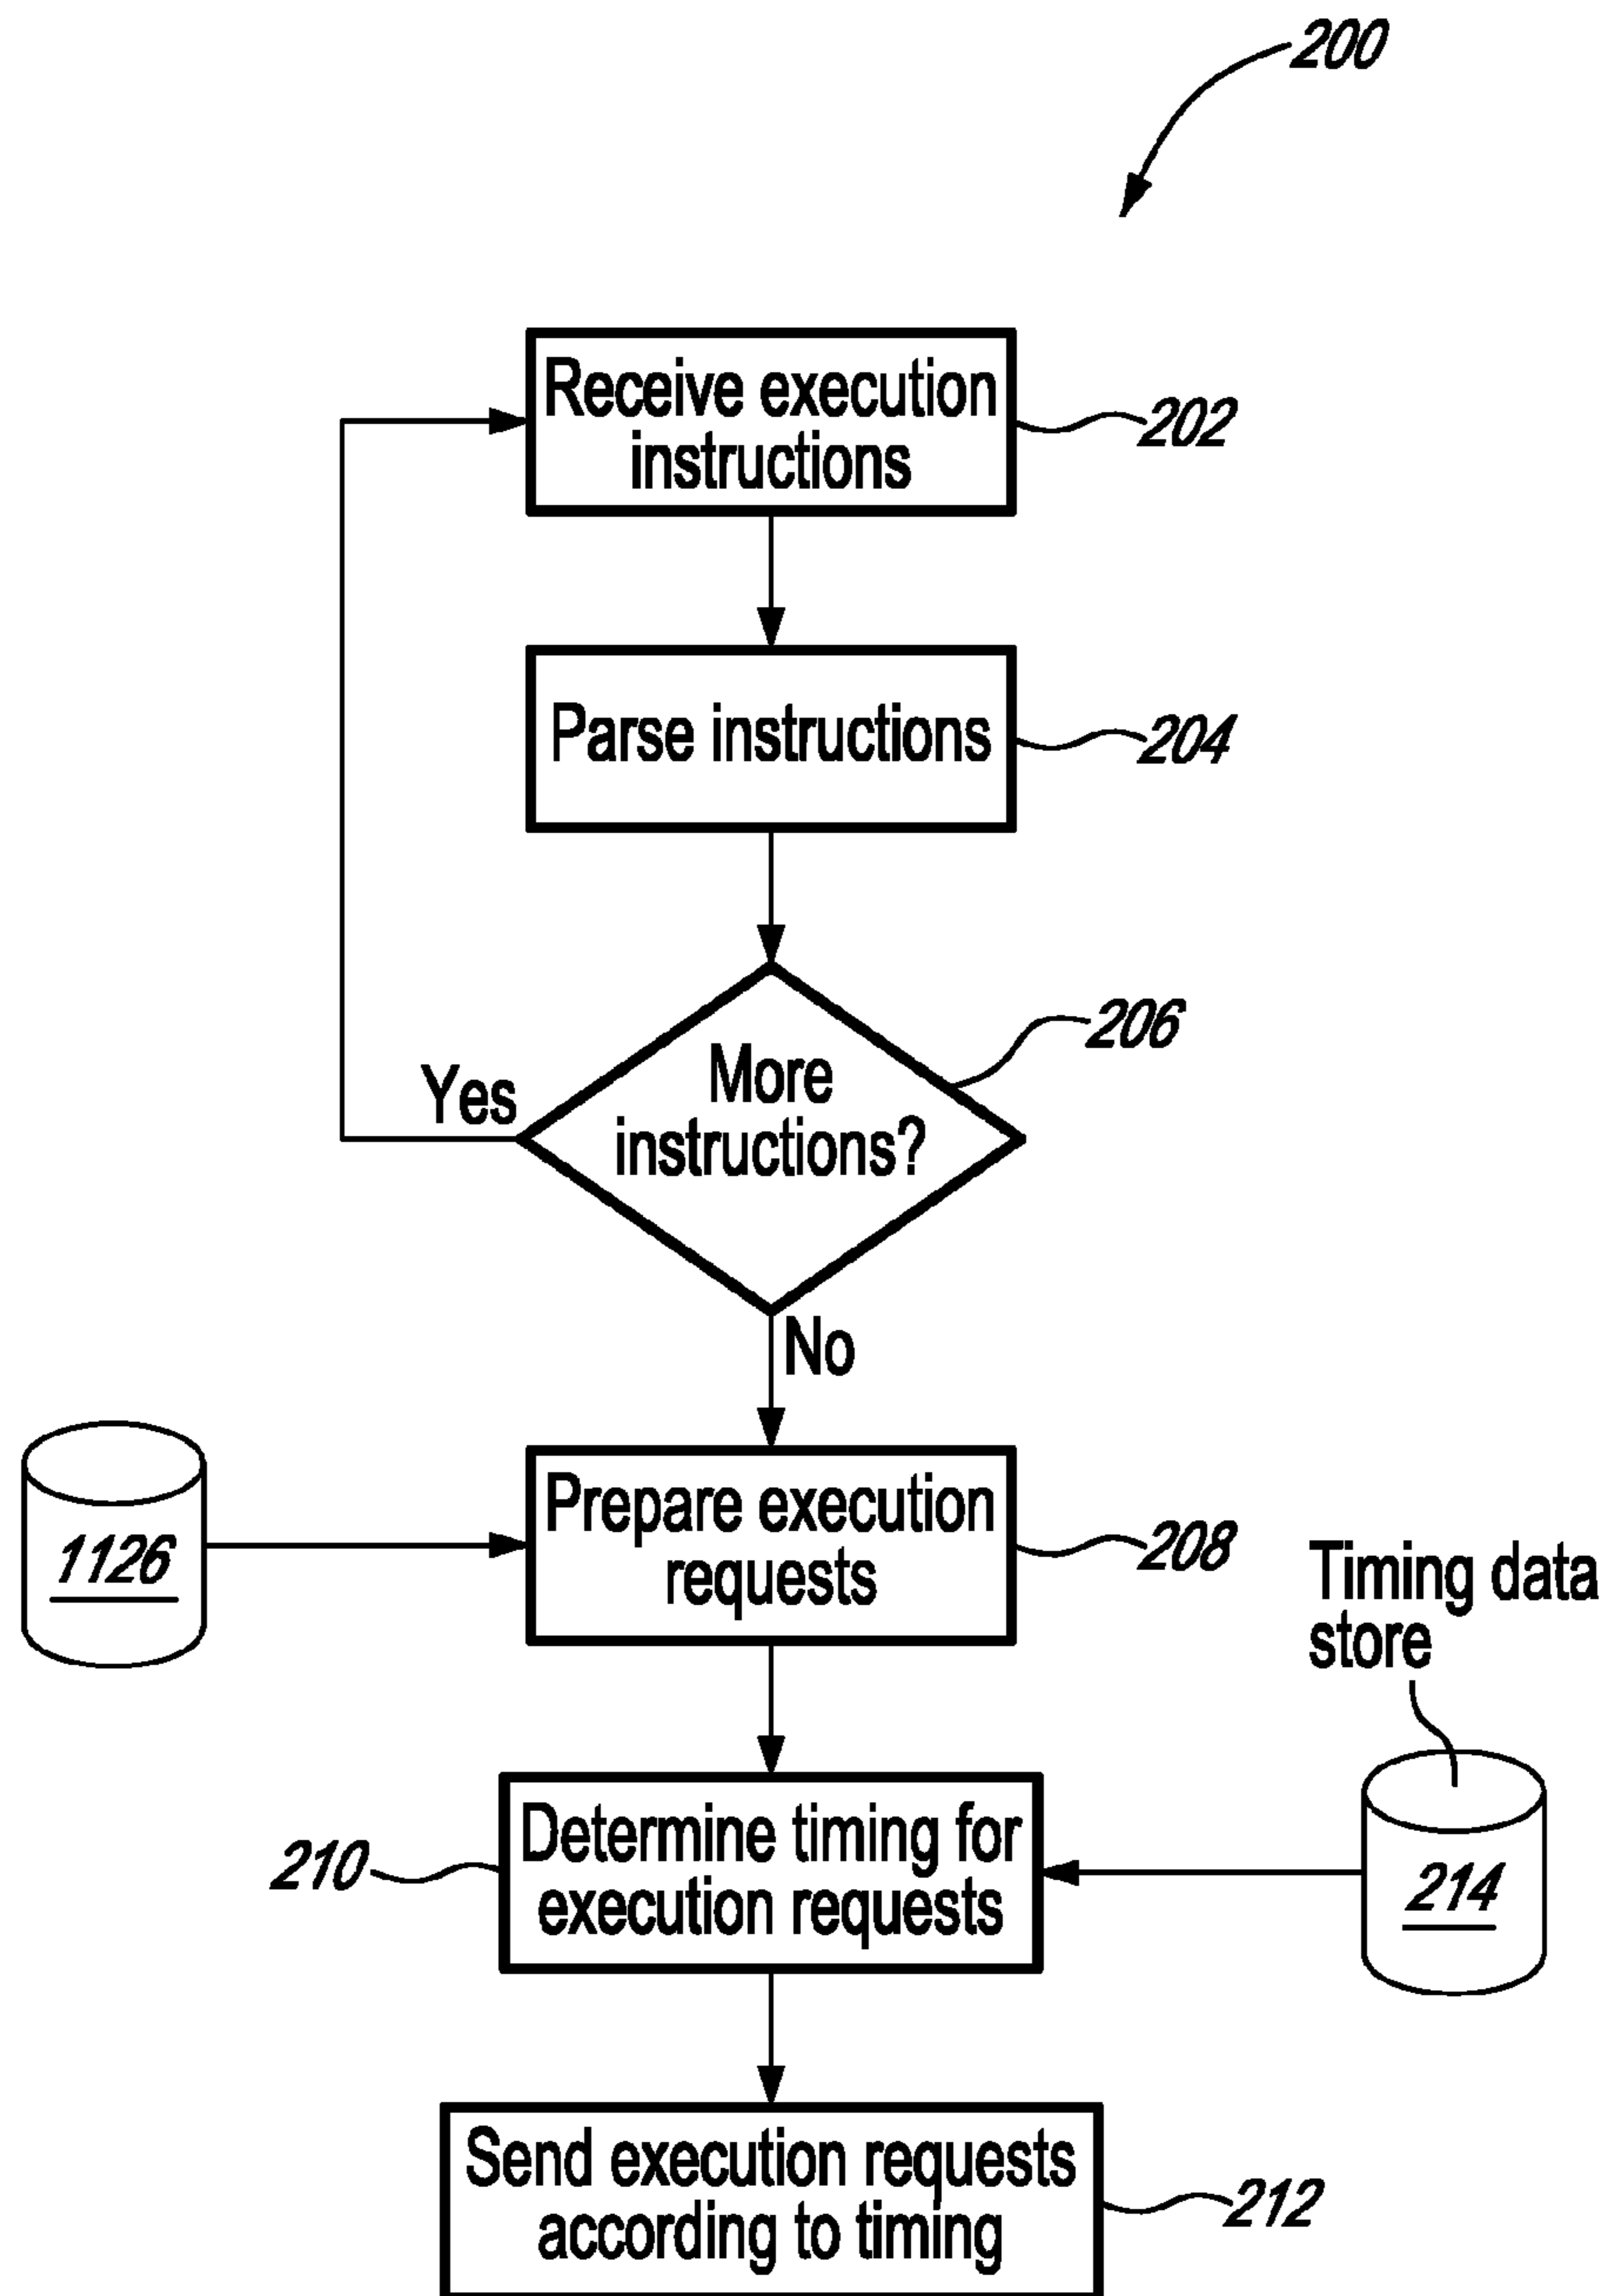 200
Receive execution
instructions
202
Parse instructions
204
206
More
instructions?
Yes
No
1126
Prepare execution
requests
208
Timing data
store
210
Determine timing for
execution requests
214
Send execution requests
according to timing
212